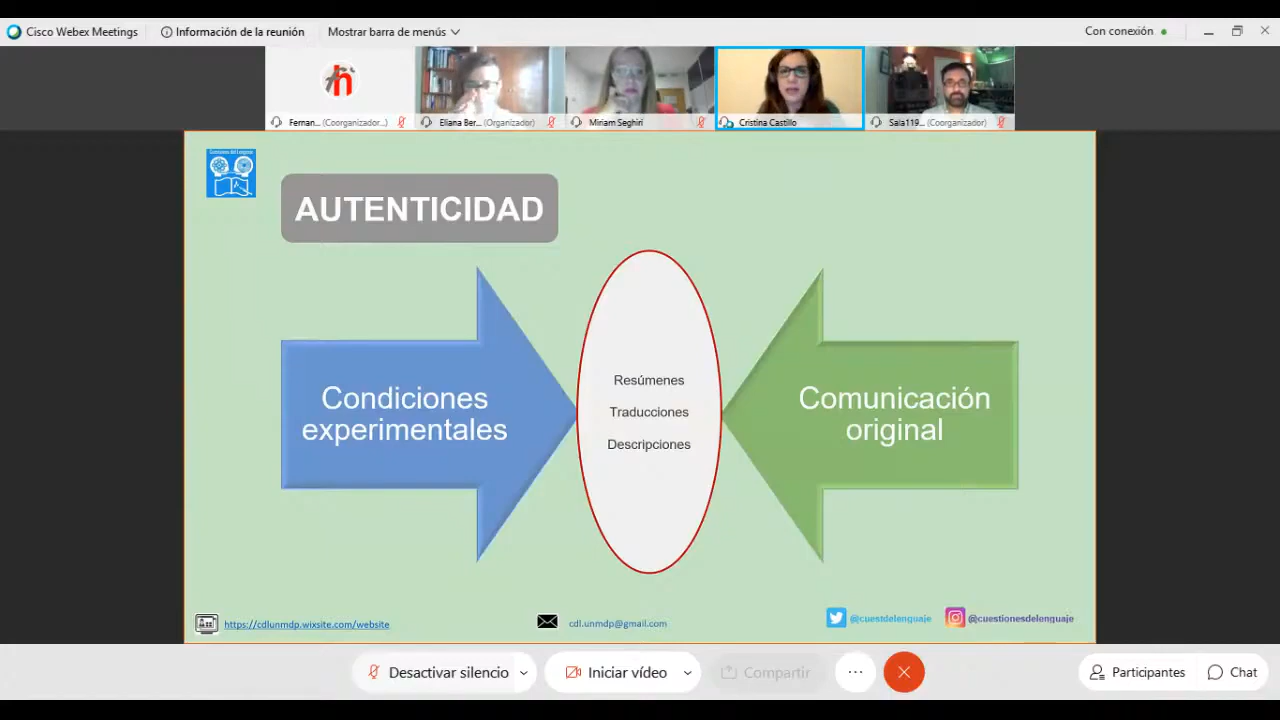 Cisco Webex Meetings
Información de la reunión
Mostrar barra de menús
Con conexión
h
Fernan... (Coorganizador...)
Eliana Ber... (Organizador)
Miriam Seghiri
Cristina Castillo
Sala119... (Coorganizador)
AUTENTICIDAD
Condiciones
experimentales
Resúmenes
Traducciones
Descripciones
Comunicación
original
https://cdlunmdp.wixsite.com/website
cdl.unmdp@gmail.com
@cuestdelenguaje
@cuestionesdelenguaje
Desactivar silencio
Iniciar vídeo
Compartir
Participantes
Chat